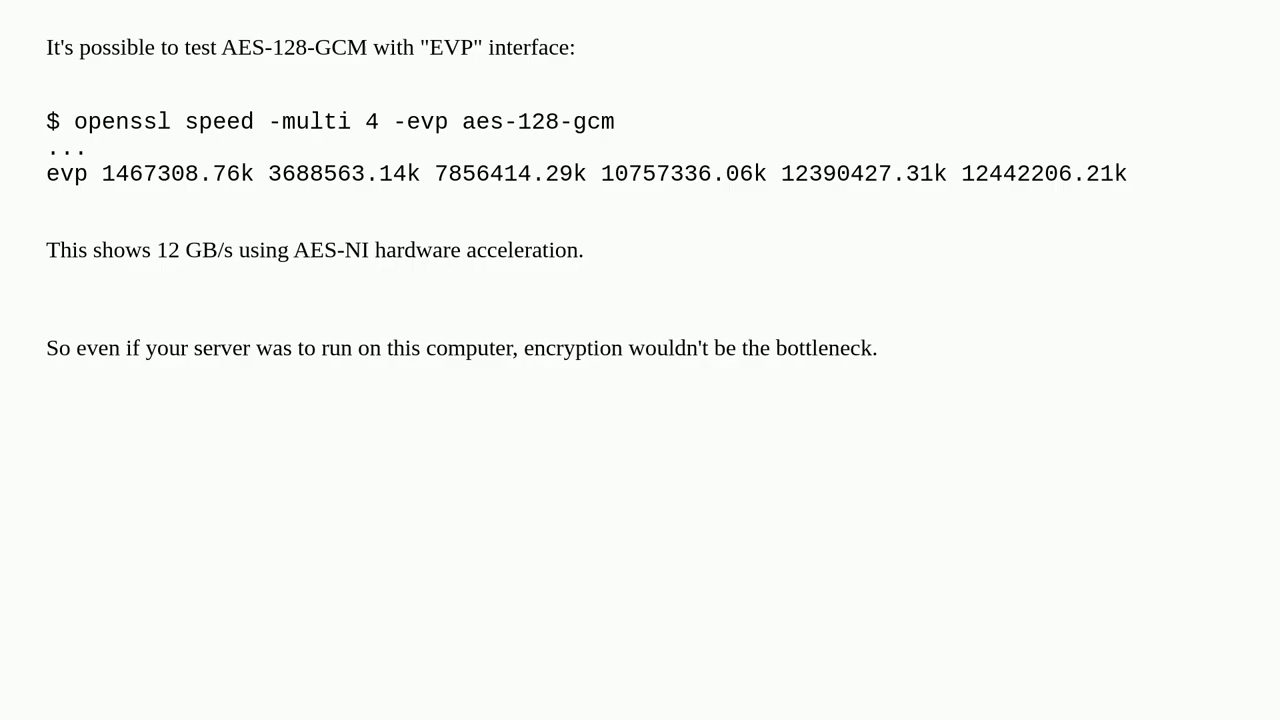 It's possible to test AES-128-GCM with "EVP" interface:
$ openssl speed -multi 4 -evp aes-128-gcm
...
evp 1467308.76k 3688563.14k 7856414.29k 10757336.06k 12390427.31k 12442206.21k
This shows 12 GB/s using AES-NI hardware acceleration.
So even if your server was to run on this computer, encryption wouldn't be the bottleneck.